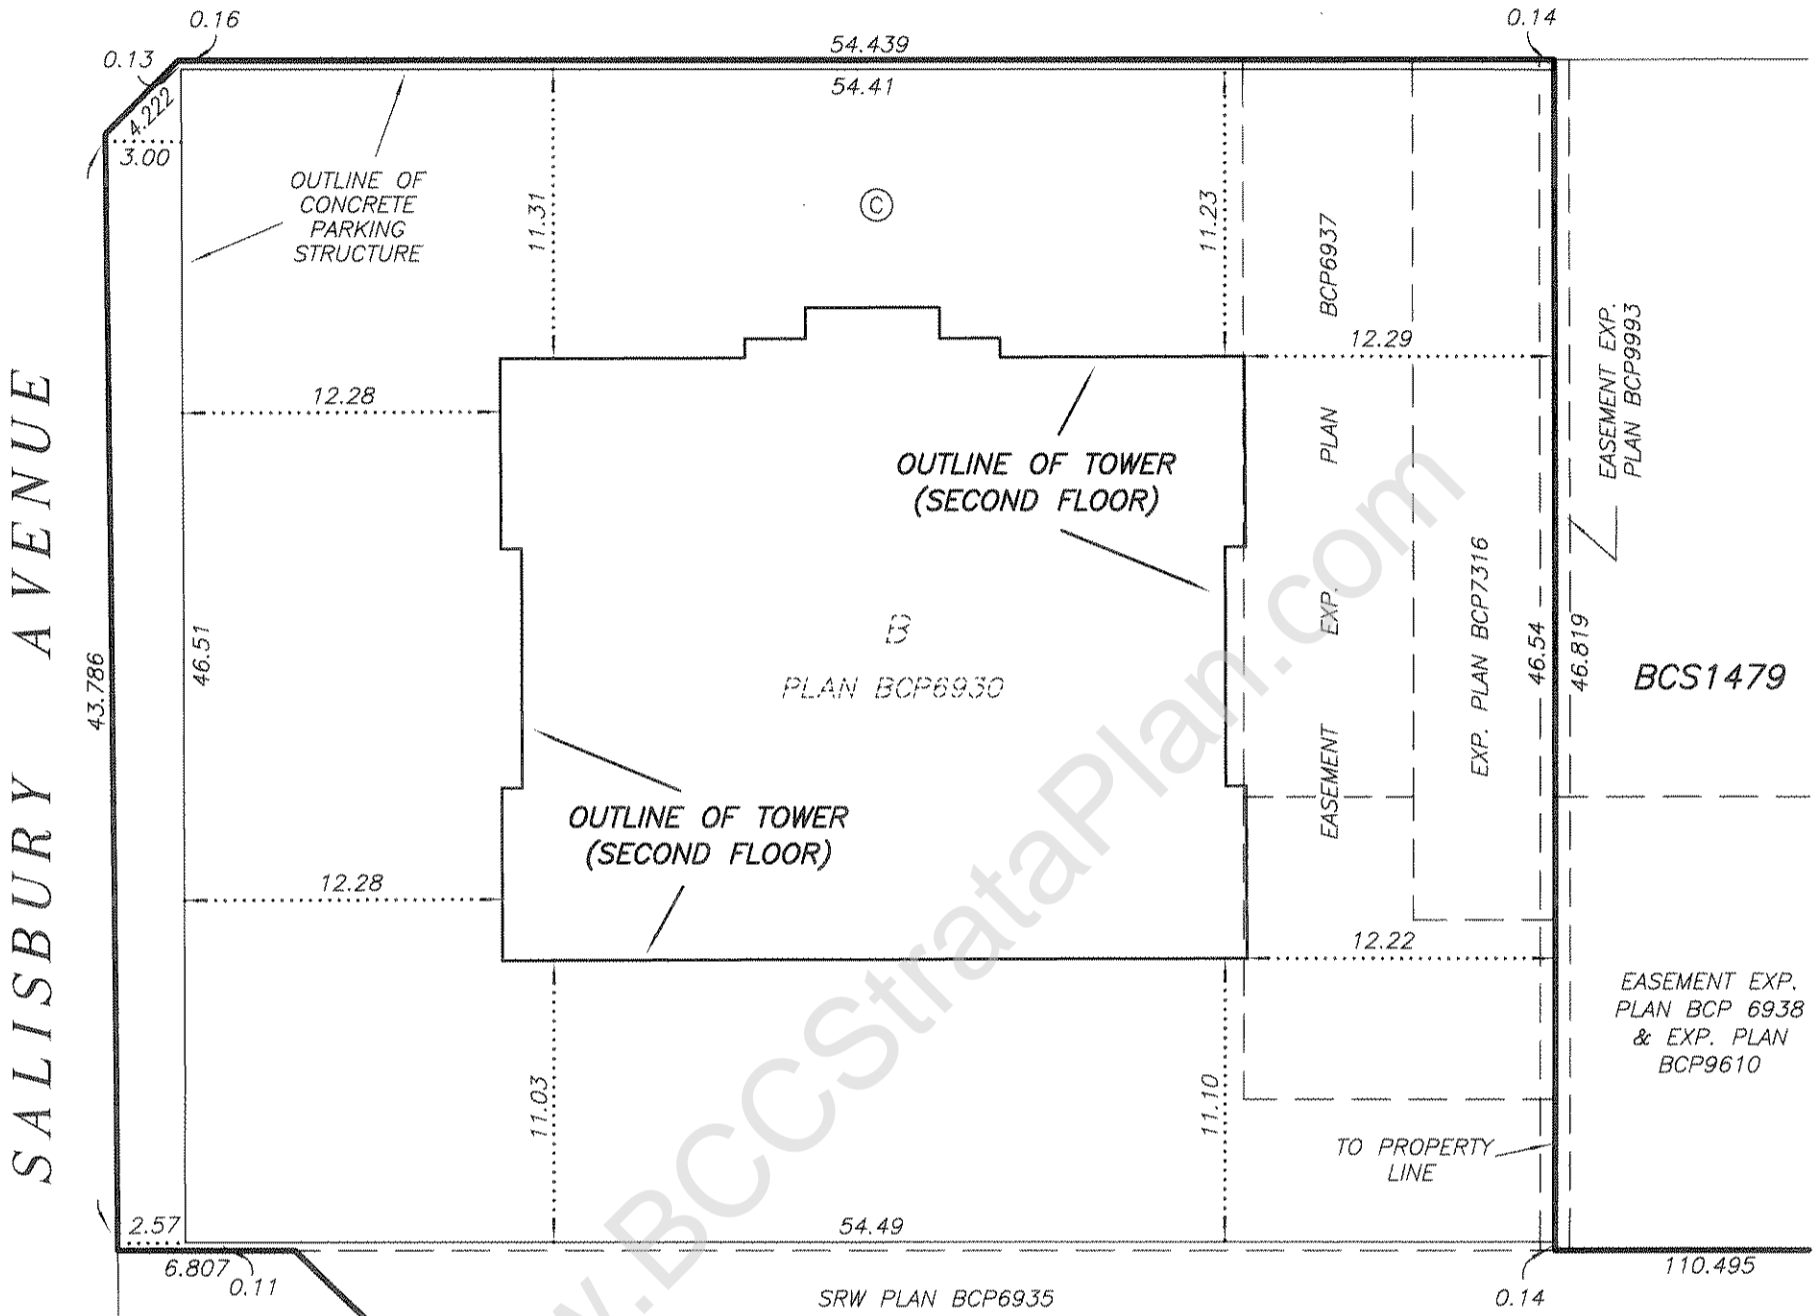 0.16
0.14
0.13
54.439
54.41
4.222
3.00
OUTLINE OF
CONCRETE
PARKING
STRUCTURE
11.31
C
11.23
BCP6937
12.29
EASEMENT EXP.
PLAN BCP9993
12.28
PLAN
OUTLINE OF TOWER
(SECOND FLOOR)
SALISBURY AVENUE
EXP.
EXP. PLAN BCP7316
B
PLAN BCP6930
43.786
46.51
46.54
46.819
BCS1479
EASEMENT
OUTLINE OF TOWER
(SECOND FLOOR)
12.28
12.22
EASEMENT EXP.
PLAN BCP 6938
& EXP. PLAN
BCP9610
11.03
11.10
TO PROPERTY
LINE
2.57
54.49
6.807
0.11
110.495
SRW PLAN BCP6935
0.14
w.BCCStrataPlan.com